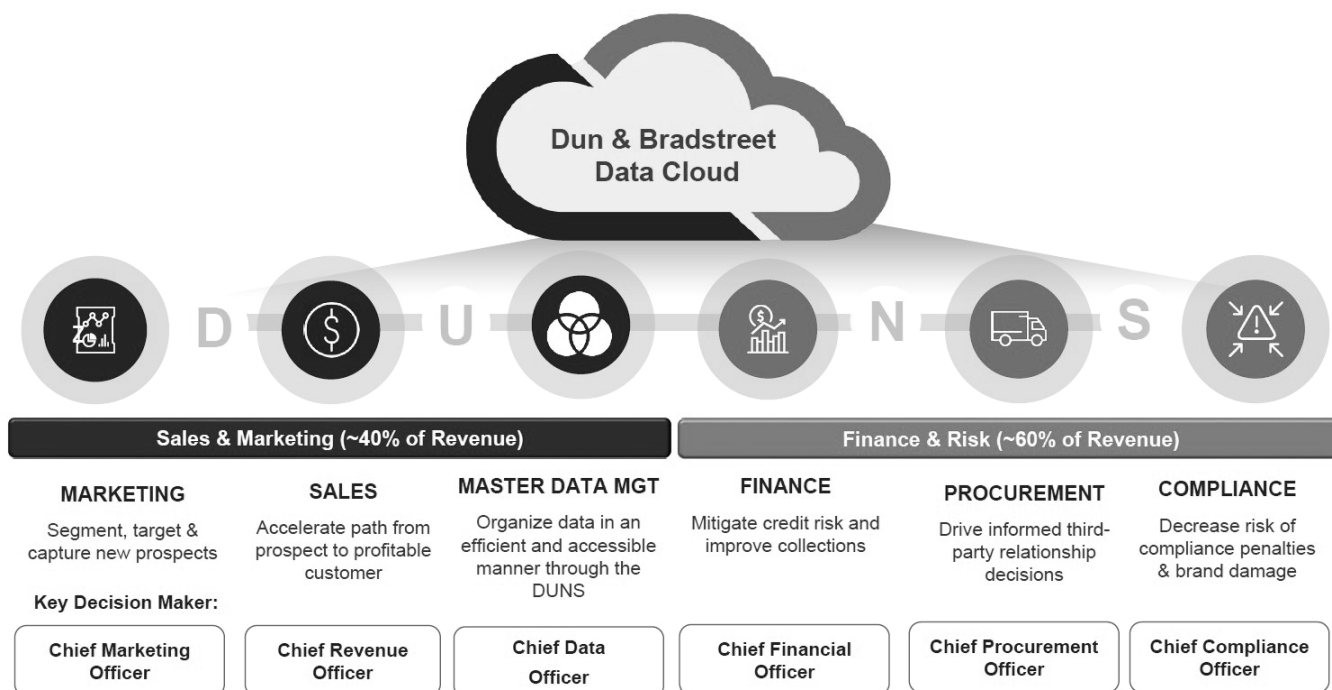 Dun & Bradstreet
Data Cloud
D U N S
Sales & Marketing (~40% of Revenue)
Finance & Risk (~60% of Revenue)
MARKETING
Segment, target &
capture new prospects
SALES
Accelerate path from
prospect to profitable
customer
MASTER DATA MGT
Organize data in an
efficient and accessible
manner through the
DUNS
FINANCE
Mitigate credit risk and
improve collections
PROCUREMENT
Drive informed third-
party relationship
decisions
COMPLIANCE
Decrease risk of
compliance penalties
& brand damage
Key Decision Maker:
Chief Marketing
Officer
Chief Revenue
Officer
Chief Data
Officer
Chief Financial
Officer
Chief Procurement
Officer
Chief Compliance
Officer